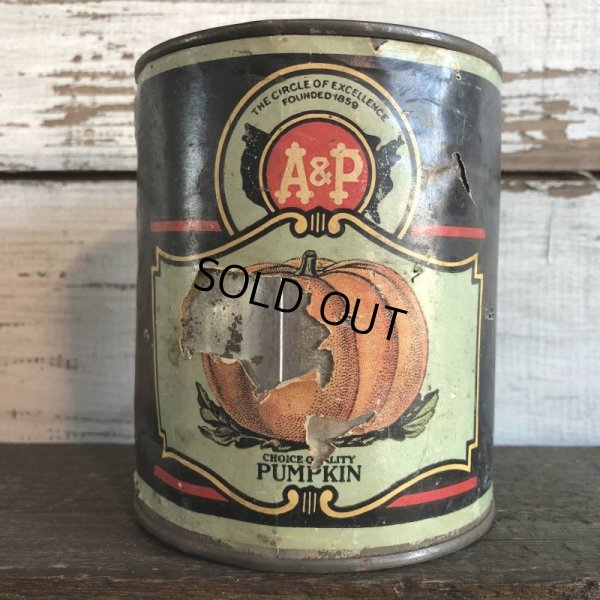 THE CIRCLE OF EXCELLENCE
FOUNDED 1859
A&P
SOLD OUT
CHOICE QUALITY
PUMPKIN